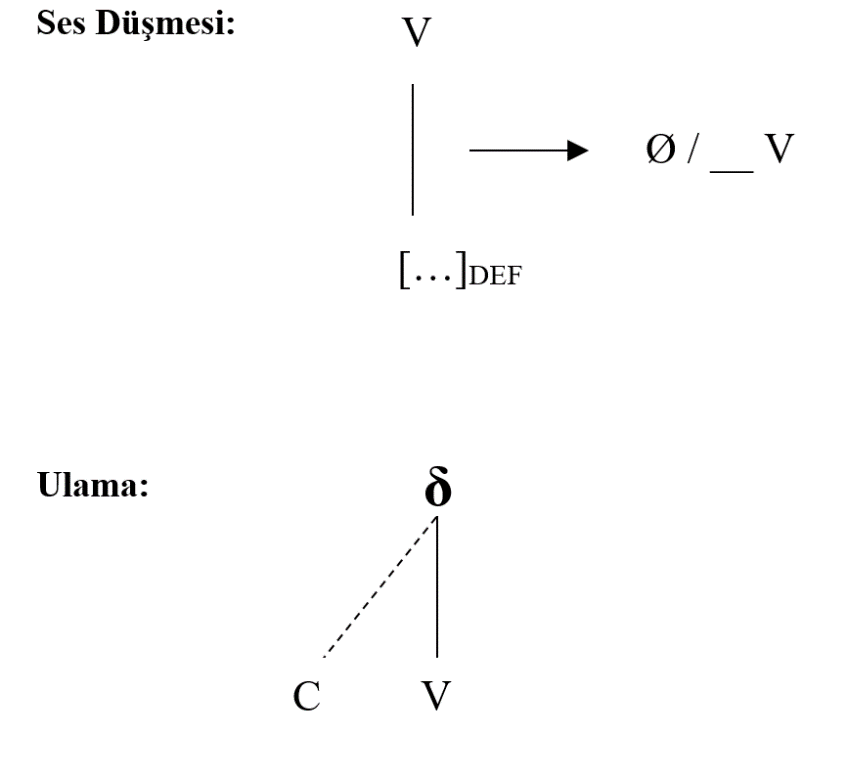 Ses Düşmesi:
V
Ø / __ V
[…]DEF
Ulama:
δ
C V